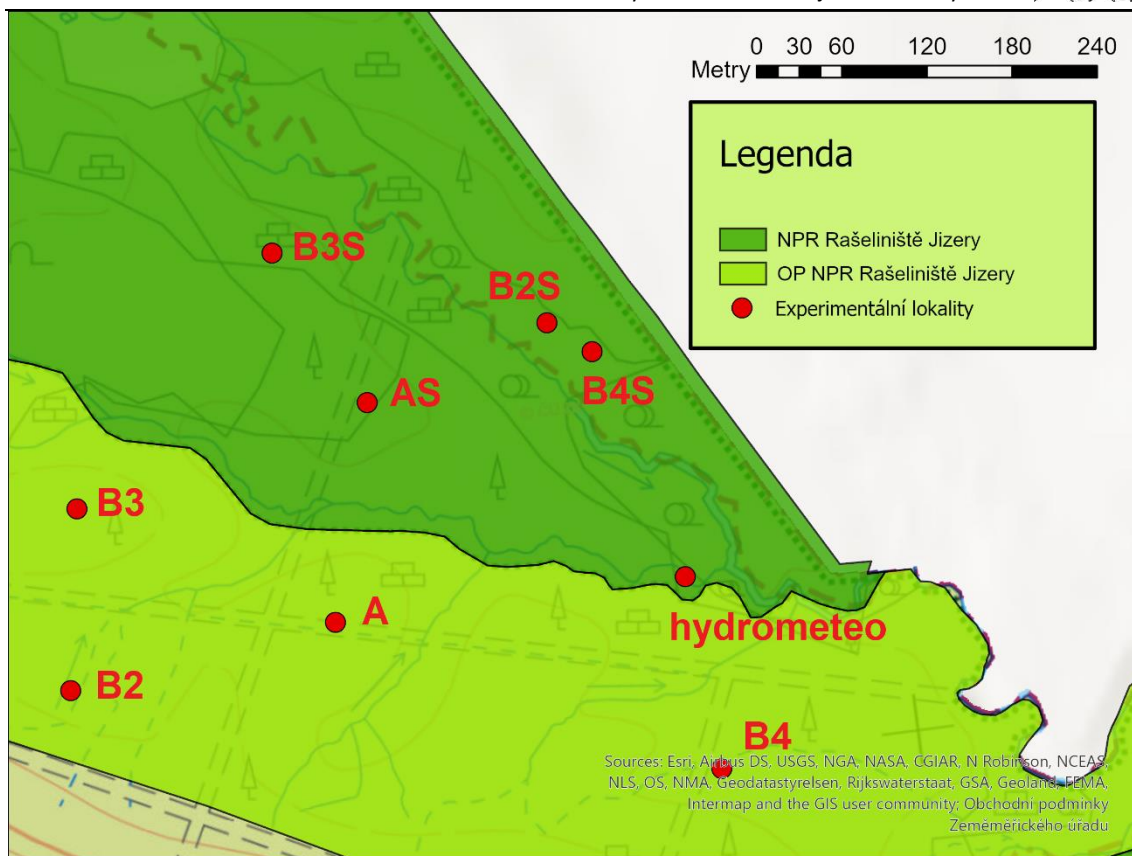 0 30 60 120 180 240
Metry
Legenda
NPR Rašeliniště Jizery
OP NPR Rašeliniště Jizery
Experimentální lokality
B3S
B2S
B4S
AS
B3
A
hydrometeo
B2
B4
Sources: Esri, Airbus DS, USGS, NGA, NASA, CGIAR, N Robinson, NCEAS,
NLS, OS, NMA, Geodatastyrelsen, Rijkswaterstaat, GSA, Geoland, FEMA,
Intermap and the GIS user community; Obchodní podmínky
Zeměměřického úřadu